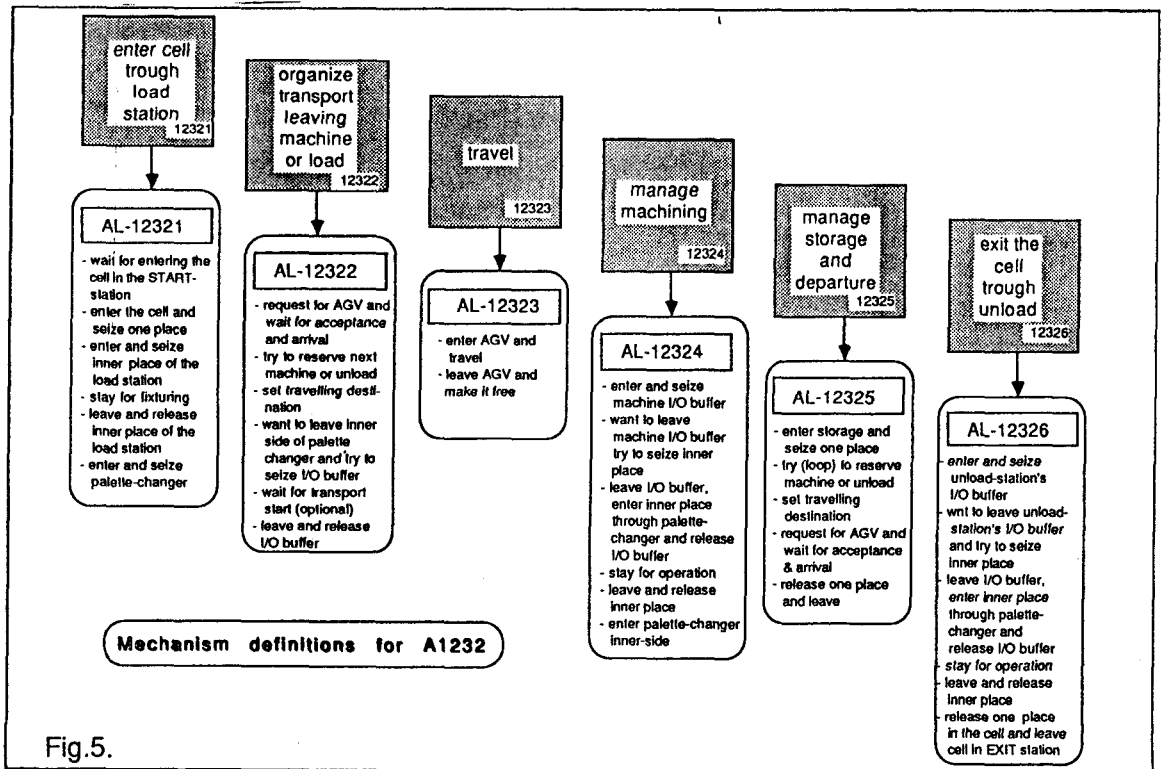 enter cell
trough
load
station
12321
organize
transport
leaving
machine
or load
12322
travel
12323
manage
machining
12324
manage
storage
and
departure
12325
exit the
cell
trough
unload
12326
AL-12321
- wait for entering the
cell in the START-
station
- enter the cell and
seize one place
- enter and seize
inner place of the
load station
- stay for fixturing
- leave and release
inner place of the
load station
- enter and seize
palette-changer
AL-12322
- request for AGV and
wait for acceptance
and arrival
- try to reserve next
machine or unload
- set travelling desti-
nation
- want to leave inner
side of palette
changer and try to
seize I/O buffer
- wait for transport
start (optional)
- leave and release
I/O buffer
AL-12323
- enter AGV and
travel
- leave AGV and
make it free
AL-12324
- enter and seize
machine I/O buffer
- want to leave
machine I/O buffer
try to seize inner
place
- leave I/O buffer,
enter inner place
through palette-
changer and release
I/O buffer
- stay for operation
- leave and release
inner place
- enter palette-changer
inner-side
AL-12325
- enter storage and
seize one place
- try (loop) to reserve
machine or unload
- set travelling
destination
- request for AGV and
wait for acceptance
& arrival
- release one place
and leave
AL-12326
- enter and seize
unload-station's
I/O buffer
- wnt to leave unload-
station's I/O buffer
and try to seize
inner place
- leave I/O buffer,
enter inner place
through palette-
changer and
release I/O buffer
- stay for operation
- leave and release
inner place
- release one place
in the cell and leave
cell in EXIT station
Mechanism definitions for A1232
Fig.5.